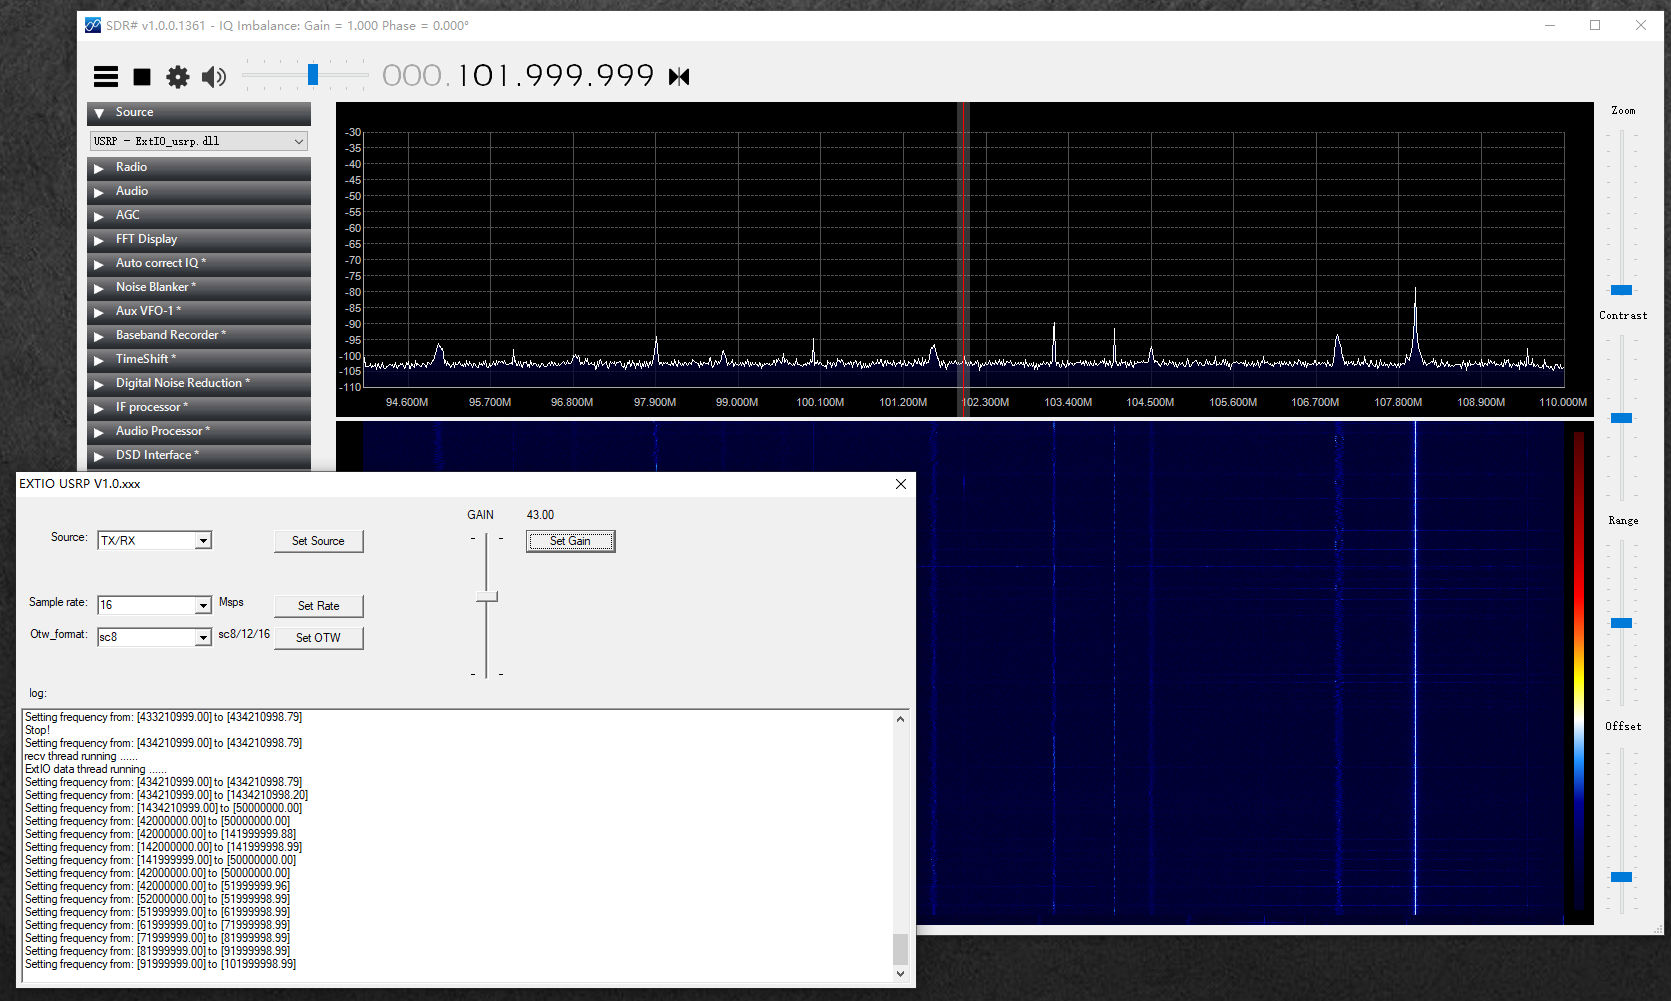 SDR# v1.0.0.1361 - IQ Imbalance: Gain = 1.000 Phase = 0.000°
000.101.999.999
Source
USRP - ExtIO_usrp.dll
Radio
Audio
AGC
FFT Display
Auto correct IQ *
Noise Blanker *
Aux VFO-1 *
Baseband Recorder *
TimeShift *
Digital Noise Reduction *
IF processor *
Audio Processor *
DSD Interface *
-30
-35
-40
-45
-50
-55
-60
-65
-70
-75
-80
-85
-90
-95
-100
-105
-110
94.600M 95.700M 96.800M 97.900M 99.000M 100.100M 101.200M 102.300M 103.400M 104.500M 105.600M 106.700M 107.800M 108.900M 110.000M
Zoom
Contrast
Range
Offset
EXTIO USRP V1.0.xxx
GAIN 43.00
Source: TX/RX Set Source Set Gain
Sample rate: 16 Msps Set Rate
Otw_format: sc8 sc8/12/16 Set OTW
log:
Setting frequency from: [433210999.00] to [434210998.79]
Stop!
Setting frequency from: [434210999.00] to [434210998.79]
recv thread running ......
ExtIO data thread running ......
Setting frequency from: [434210999.00] to [434210998.79]
Setting frequency from: [434210999.00] to [1434210998.20]
Setting frequency from: [1434210999.00] to [50000000.00]
Setting frequency from: [42000000.00] to [50000000.00]
Setting frequency from: [42000000.00] to [141999999.88]
Setting frequency from: [142000000.00] to [141999998.99]
Setting frequency from: [141999999.00] to [50000000.00]
Setting frequency from: [42000000.00] to [50000000.00]
Setting frequency from: [42000000.00] to [51999999.96]
Setting frequency from: [52000000.00] to [51999998.99]
Setting frequency from: [51999999.00] to [61999998.99]
Setting frequency from: [61999999.00] to [71999998.99]
Setting frequency from: [71999999.00] to [81999998.99]
Setting frequency from: [81999999.00] to [91999998.99]
Setting frequency from: [91999999.00] to [101999998.99]